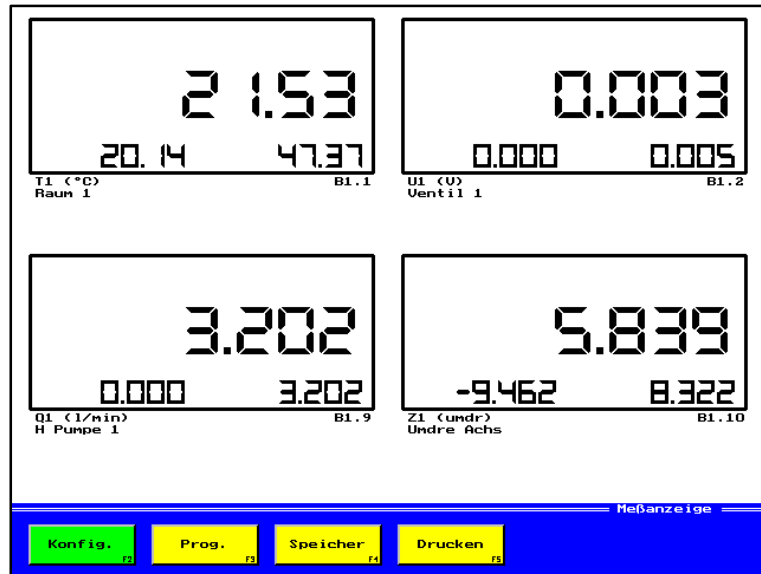 21.53
20.14 47.37
T1 (°C) B1.1
Raum 1
0.003
0.000 0.005
U1 (V) B1.2
Ventil 1
3.202
0.000 3.202
Q1 (l/min) B1.9
H Pumpe 1
5.839
-9.462 8.322
Z1 (umdr) B1.10
Umdre Achs
Meßanzeige
Konfig. F2
Prog. F3
Speicher F4
Drucken F5